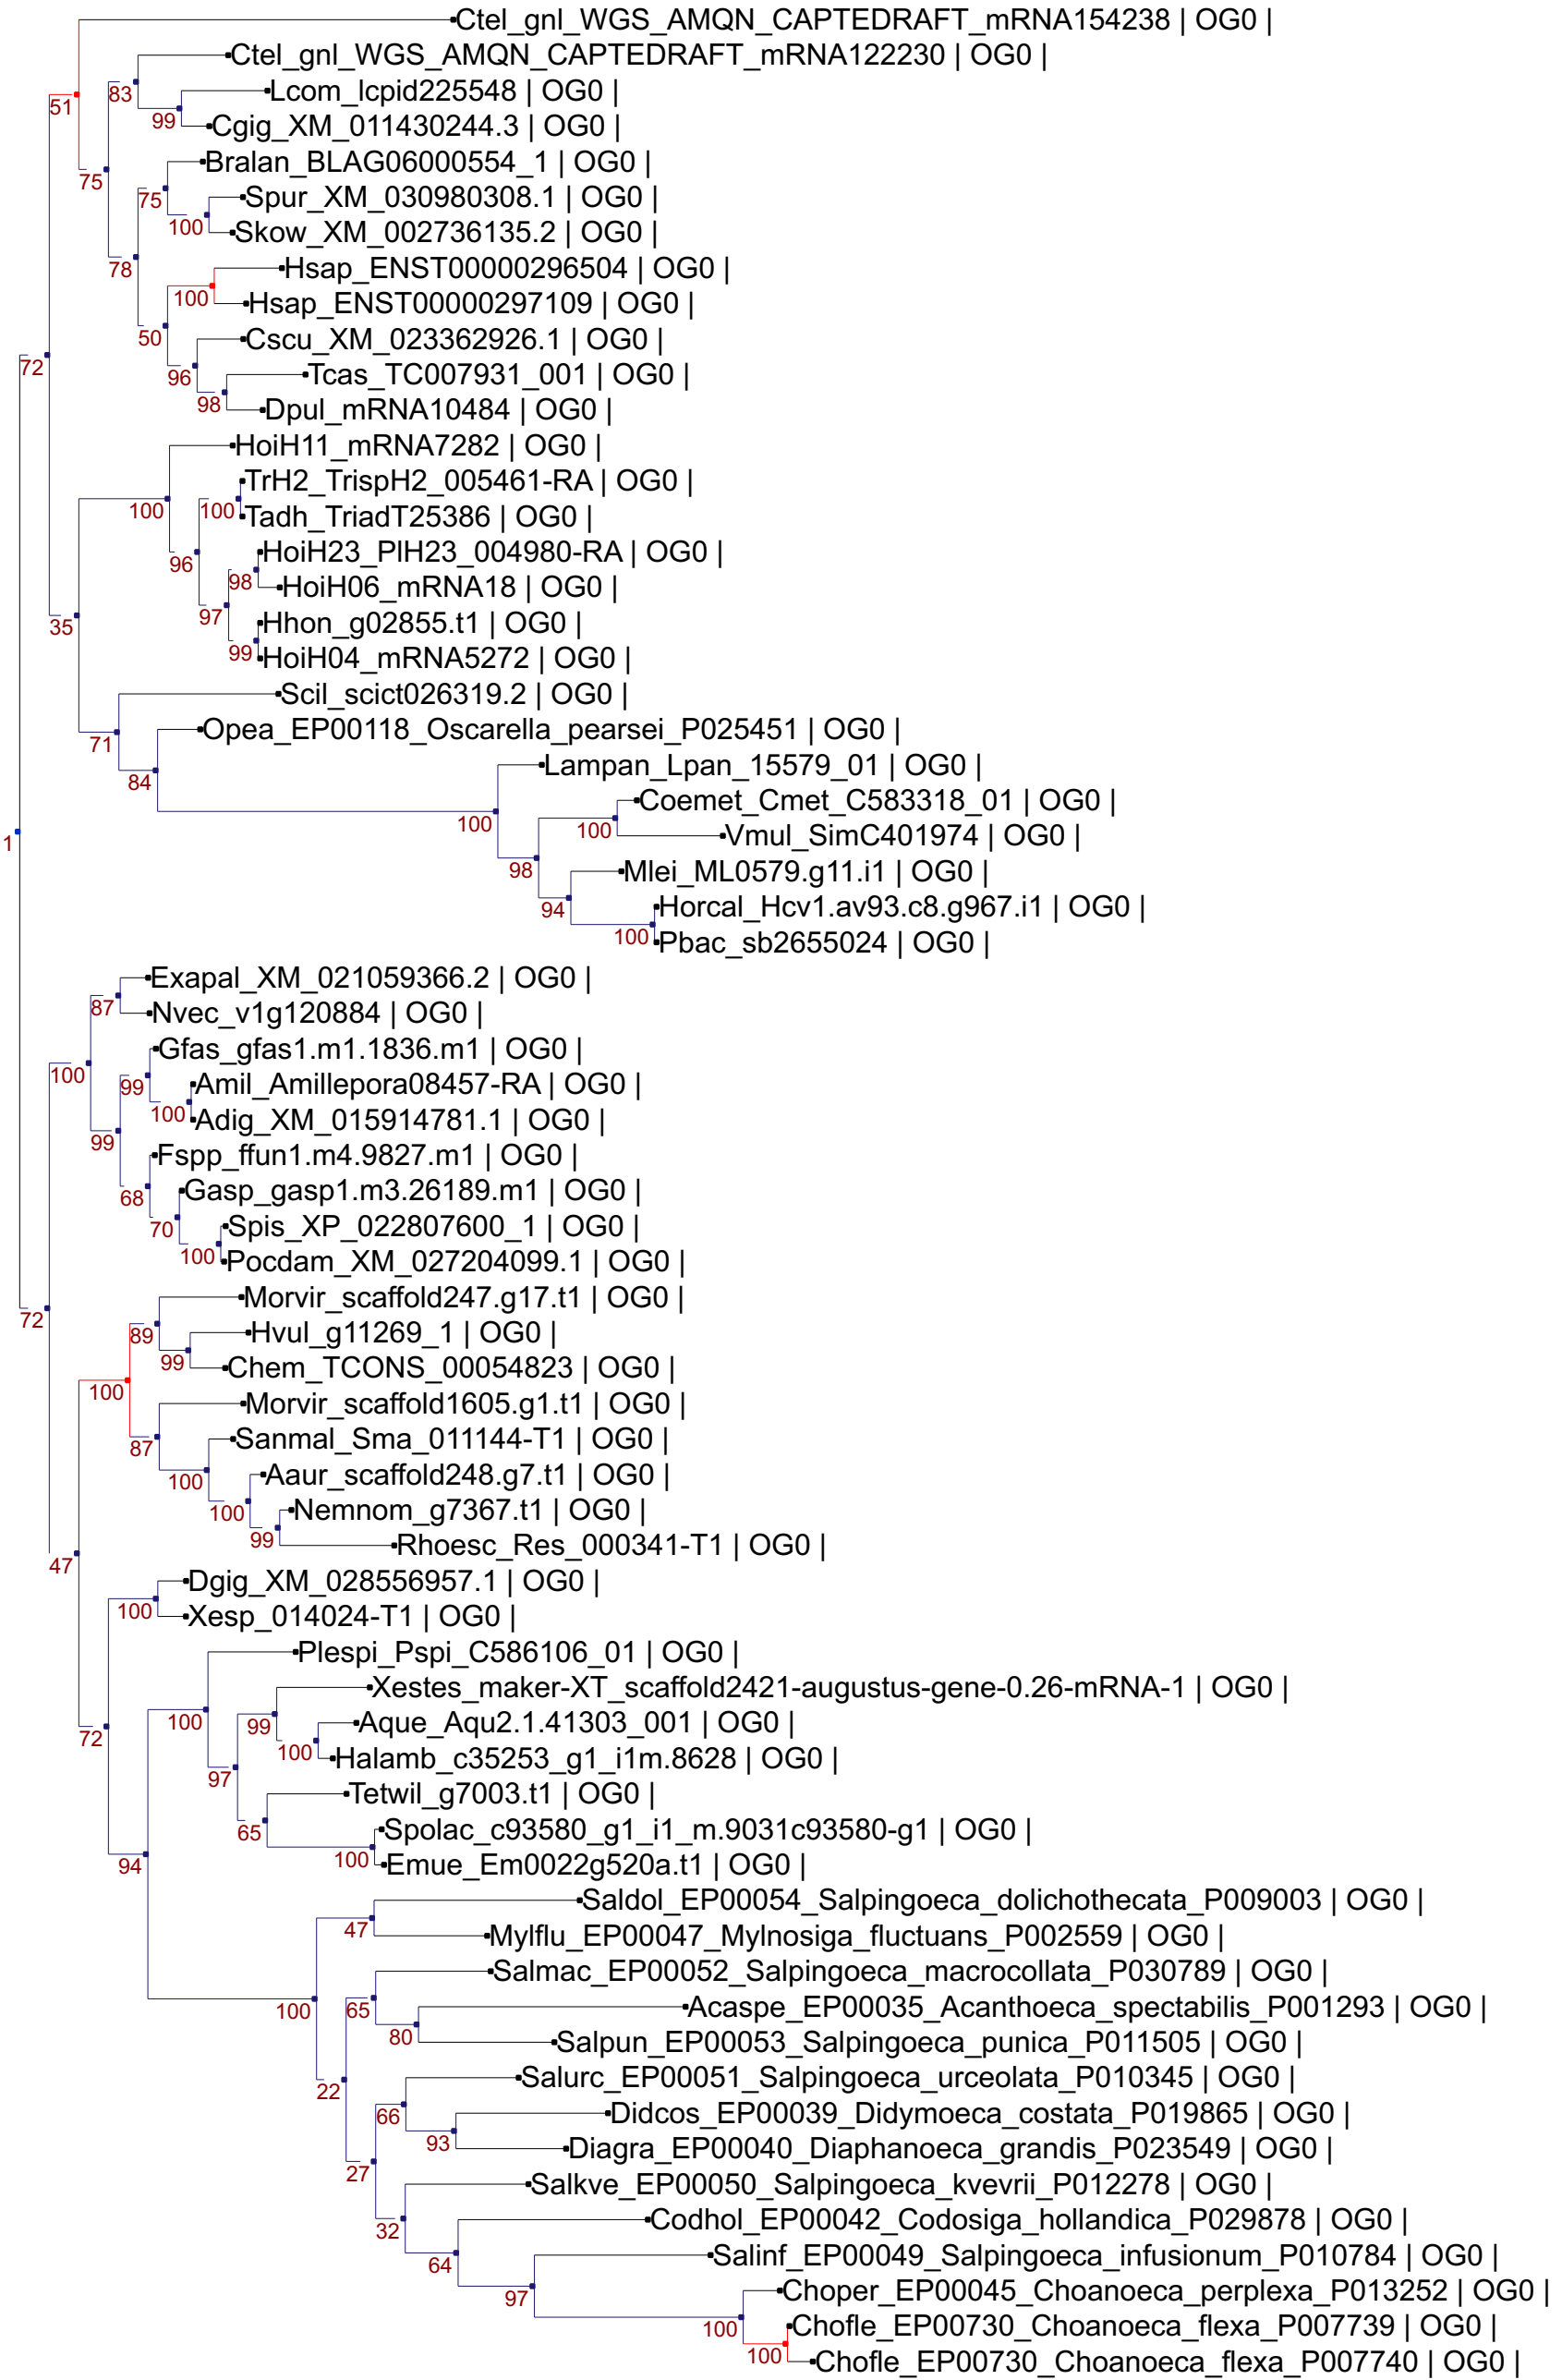 Ctel_gnl_WGS_AMQN_CAPTEDRAFT_mRNA154238 | OG0 |
Ctel_gnl_WGS_AMQN_CAPTEDRAFT_mRNA122230 | OG0 |
83
Lcom_lcpid225548 | OG0 |
51
99
Cgig_XM_011430244.3 | OG0 |
Bralan_BLAG06000554_1 | OG0 |
75
Spur_XM_030980308.1 | OG0 |
75
100
Skow_XM_002736135.2 | OG0 |
78
Hsap_ENST00000296504 | OG0 |
100
Hsap_ENST00000297109 | OG0 |
50
Cscu_XM_023362926.1 | OG0 |
72
Tcas_TC007931_001 | OG0 |
96
98
Dpul_mRNA10484 | OG0 |
HoiH11_mRNA7282 | OG0 |
TrH2_TrispH2_005461-RA | OG0 |
100
100
Tadh_TriadT25386 | OG0 |
HoiH23_PlH23_004980-RA | OG0 |
96
98
HoiH06_mRNA18 | OG0 |
97
Hhon_g02855.t1 | OG0 |
35
99
HoiH04_mRNA5272 | OG0 |
Scil_scict026319.2 | OG0 |
Opea_EP00118_Oscarella_pearsei_P025451 | OG0 |
71
Lampan_Lpan_15579_01 | OG0 |
84
Coemet_Cmet_C583318_01 | OG0 |
100
100
Vmul_SimC401974 | OG0 |
1
98
Mlei_ML0579.g11.i1 | OG0 |
94
Horcal_Hcv1.av93.c8.g967.i1 | OG0 |
100
Pbac_sb2655024 | OG0 |
Exapal_XM_021059366.2 | OG0 |
87
Nvec_v1g120884 | OG0 |
Gfas_gfas1.m1.1836.m1 | OG0 |
100
99
Amil_Amillepora08457-RA | OG0 |
100
Adig_XM_015914781.1 | OG0 |
99
Fspp_ffun1.m4.9827.m1 | OG0 |
68
Gasp_gasp1.m3.26189.m1 | OG0 |
70
Spis_XP_022807600_1 | OG0 |
100
Pocdam_XM_027204099.1 | OG0 |
Morvir_scaffold247.g17.t1 | OG0 |
72
89
Hvul_g11269_1 | OG0 |
99
Chem_TCONS_00054823 | OG0 |
100
Morvir_scaffold1605.g1.t1 | OG0 |
87
Sanmal_Sma_011144-T1 | OG0 |
100
Aaur_scaffold248.g7.t1 | OG0 |
100
Nemnom_g7367.t1 | OG0 |
99
Rhoesc_Res_000341-T1 | OG0 |
47
Dgig_XM_028556957.1 | OG0 |
100
Xesp_014024-T1 | OG0 |
Plespi_Pspi_C586106_01 | OG0 |
Xestes_maker-XT_scaffold2421-augustus-gene-0.26-mRNA-1 | OG0 |
100
99
Aque_Aqu2.1.41303_001 | OG0 |
72
100
Halamb_c35253_g1_i1m.8628 | OG0 |
97
Tetwil_g7003.t1 | OG0 |
65
Spolac_c93580_g1_i1_m.9031c93580-g1 | OG0 |
94
100
Emue_Em0022g520a.t1 | OG0 |
Saldol_EP00054_Salpingoeca_dolichothecata_P009003 | OG0 |
47
Mylflu_EP00047_Mylnosiga_fluctuans_P002559 | OG0 |
Salmac_EP00052_Salpingoeca_macrocollata_P030789 | OG0 |
100
65
Acaspe_EP00035_Acanthoeca_spectabilis_P001293 | OG0 |
80
Salpun_EP00053_Salpingoeca_punica_P011505 | OG0 |
22
Salurc_EP00051_Salpingoeca_urceolata_P010345 | OG0 |
66
Didcos_EP00039_Didymoeca_costata_P019865 | OG0 |
93
Diagra_EP00040_Diaphanoeca_grandis_P023549 | OG0 |
27
Salkve_EP00050_Salpingoeca_kvevrii_P012278 | OG0 |
32
Codhol_EP00042_Codosiga_hollandica_P029878 | OG0 |
64
Salinf_EP00049_Salpingoeca_infusionum_P010784 | OG0 |
97
Choper_EP00045_Choanoeca_perplexa_P013252 | OG0 |
100
Chofle_EP00730_Choanoeca_flexa_P007739 | OG0 |
100
Chofle_EP00730_Choanoeca_flexa_P007740 | OG0 |